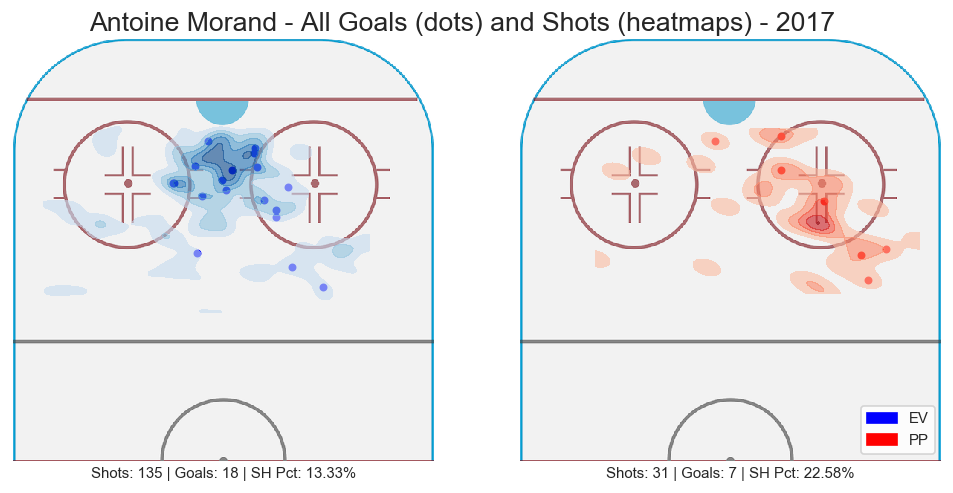 Antoine Morand - All Goals (dots) and Shots (heatmaps) - 2017
EV
PP
Shots: 135 | Goals: 18 | SH Pct: 13.33%
Shots: 31 | Goals: 7 | SH Pct: 22.58%